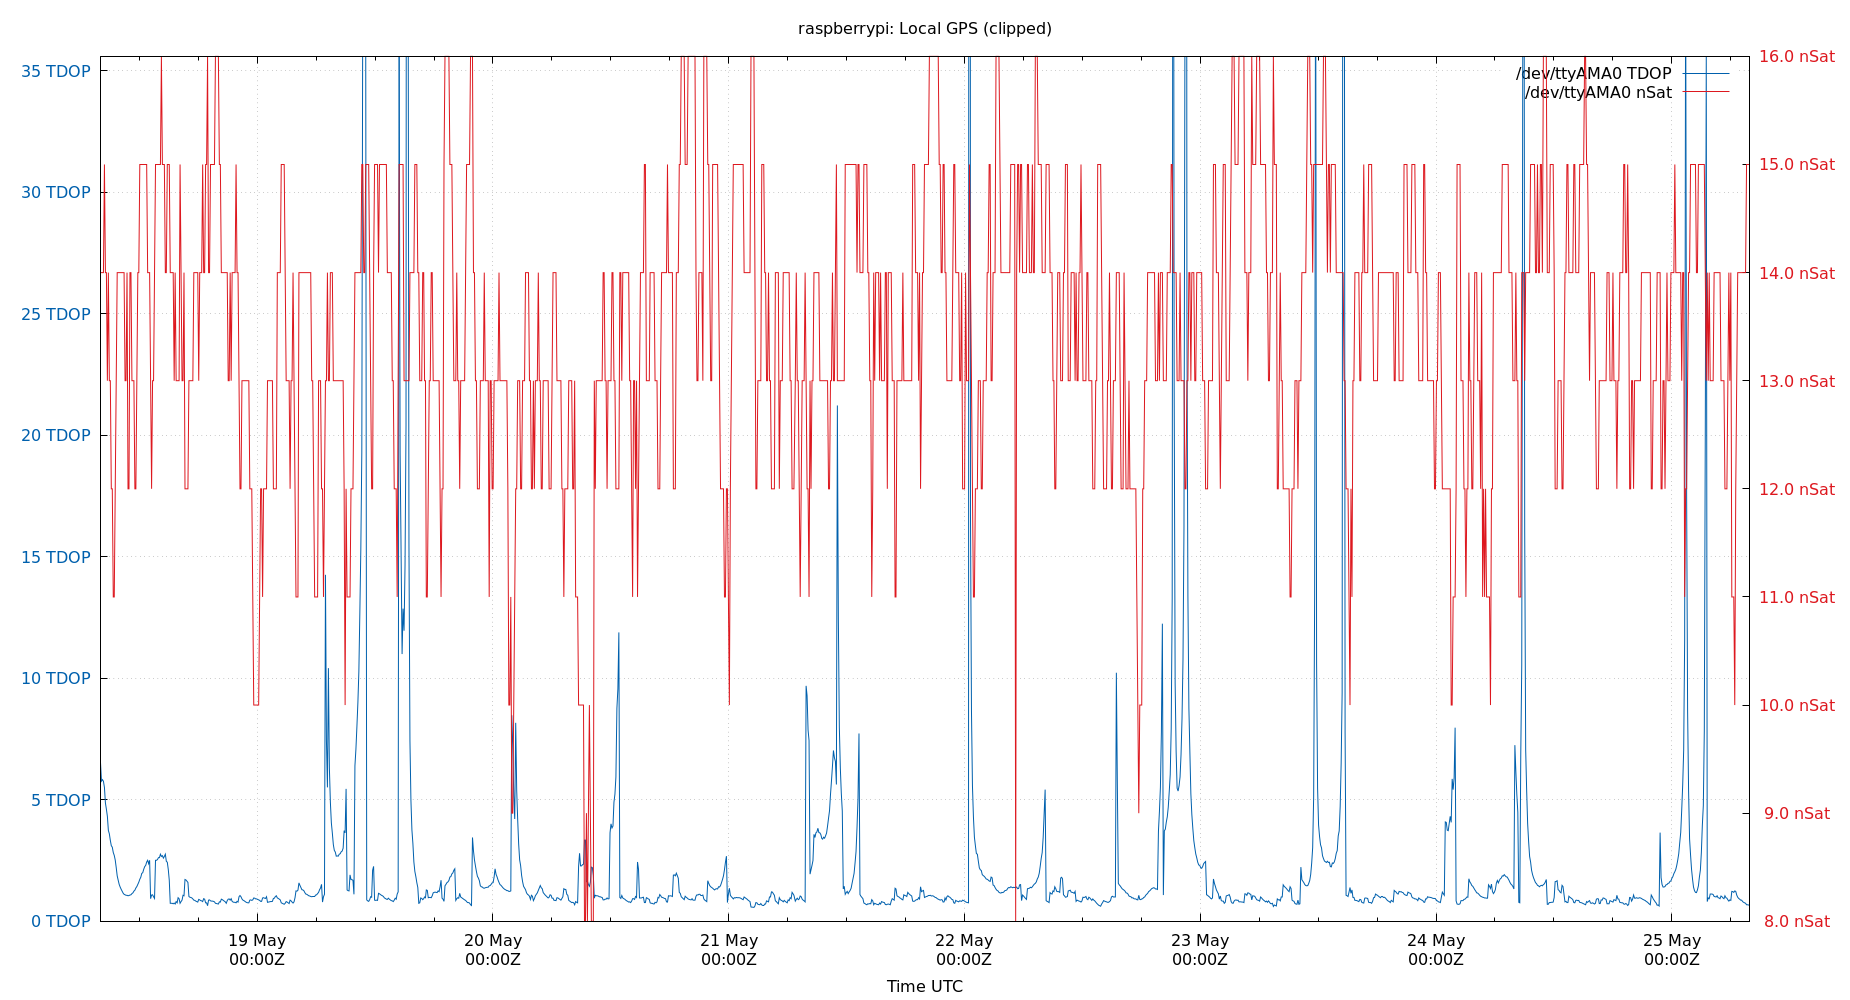 raspberrypi: Local GPS (clipped)
/dev/ttyAMA0 TDOP
/dev/ttyAMA0 nSat
35 TDOP
30 TDOP
25 TDOP
20 TDOP
15 TDOP
10 TDOP
5 TDOP
0 TDOP
16.0 nSat
15.0 nSat
14.0 nSat
13.0 nSat
12.0 nSat
11.0 nSat
10.0 nSat
9.0 nSat
8.0 nSat
19 May
00:00Z
20 May
00:00Z
21 May
00:00Z
22 May
00:00Z
23 May
00:00Z
24 May
00:00Z
25 May
00:00Z
Time UTC